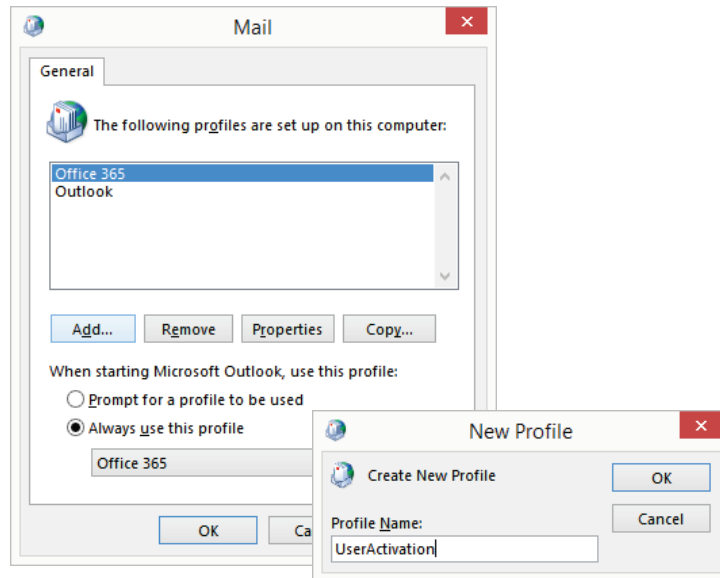 Mail
General
The following profiles are set up on this computer:
Office 365
Outlook
Add... Remove Properties Copy...
When starting Microsoft Outlook, use this profile:
Prompt for a profile to be used
Always use this profile
Office 365
OK Ca
New Profile
Create New Profile
OK
Profile Name:
Cancel
UserActivation